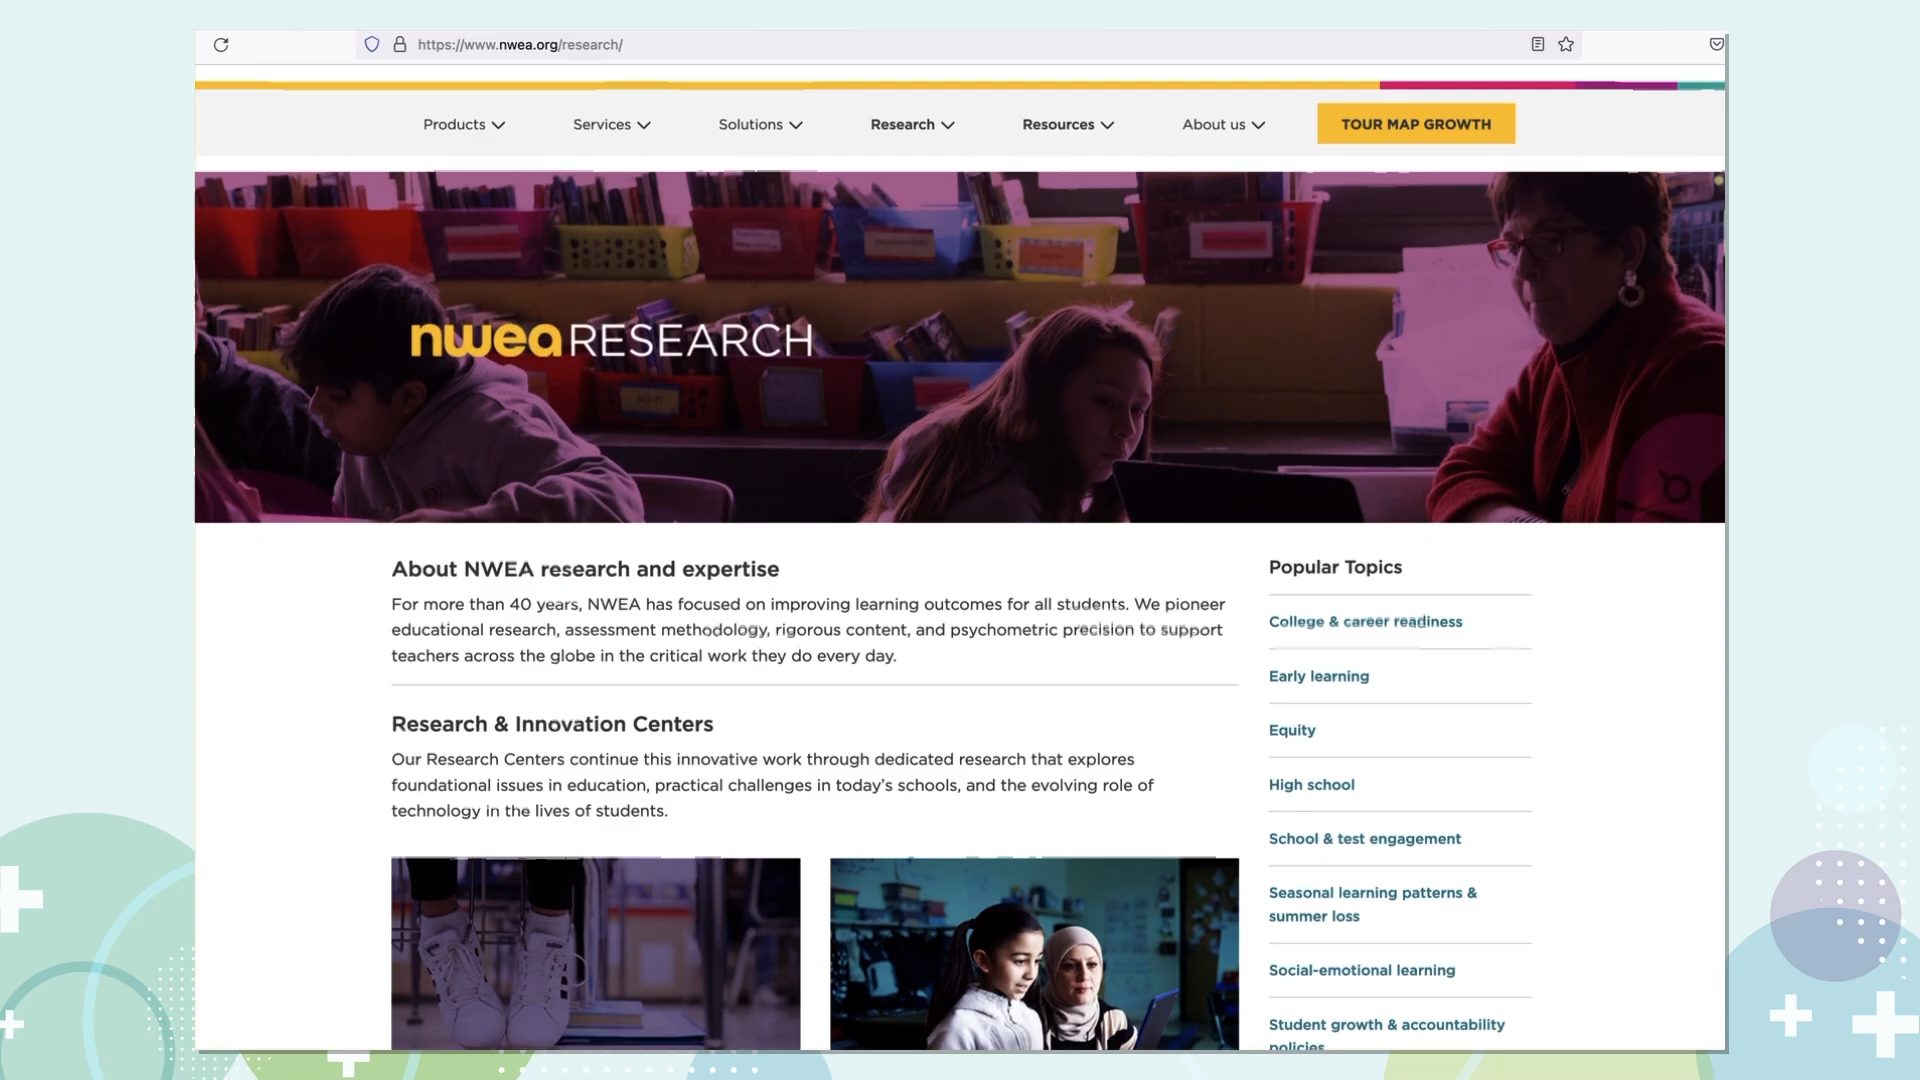 https://www.nwea.org/research/
Products
Services
Solutions
Research
Resources
About us
TOUR MAP GROWTH
nwea RESEARCH
About NWEA research and expertise
For more than 40 years, NWEA has focused on improving learning outcomes for all students. We pioneer
educational research, assessment methodology, rigorous content, and psychometric precision to support
teachers across the globe in the critical work they do every day.
Research & Innovation Centers
Our Research Centers continue this innovative work through dedicated research that explores
foundational issues in education, practical challenges in today's schools, and the evolving role of
technology in the lives of students.
Popular Topics
College & career readiness
Early learning
Equity
High school
School & test engagement
Seasonal learning patterns &
summer loss
Social-emotional learning
Student growth & accountability
policies